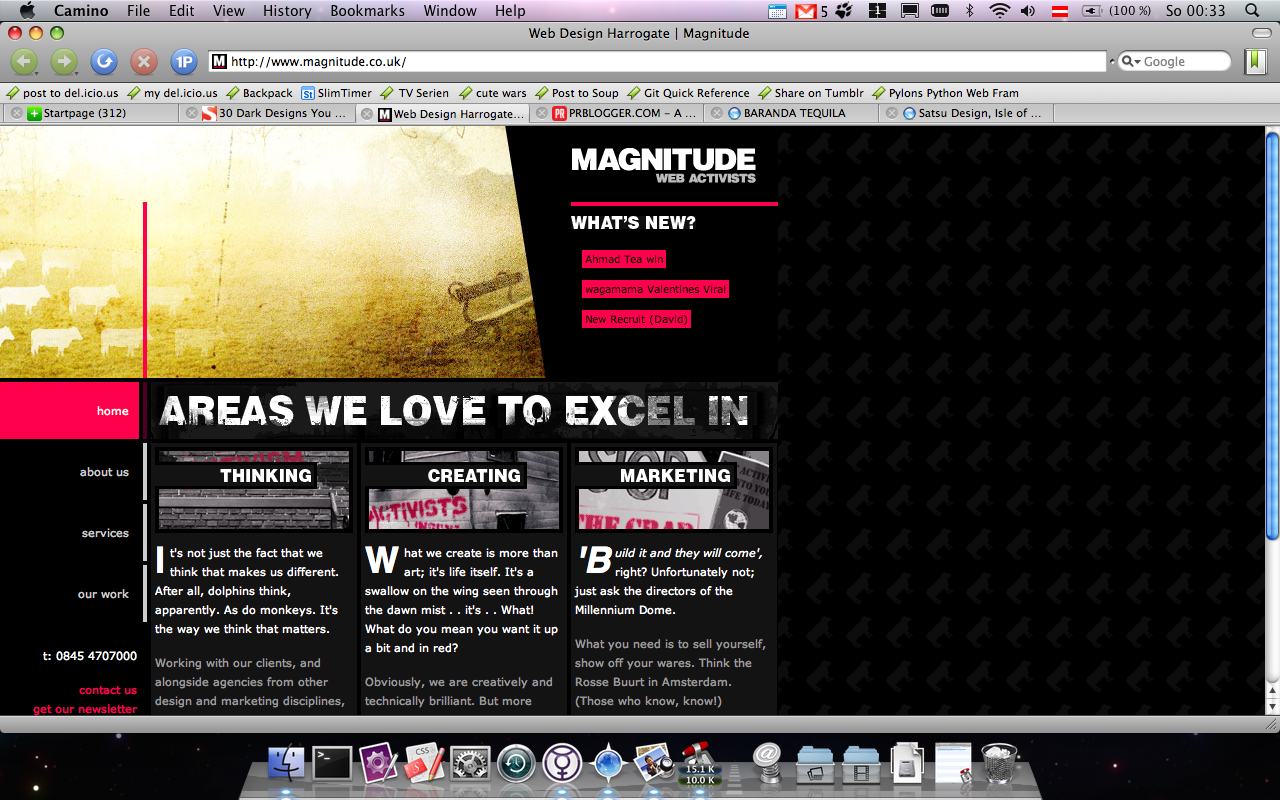 Camino File Edit View History Bookmarks Window Help 5 1 (100 %) So 00:33
Web Design Harrogate | Magnitude
1P M http://www.magnitude.co.uk/ Google
post to del.icio.us my del.icio.us Backpack St SlimTimer TV Serien cute wars Post to Soup Git Quick Reference Share on Tumblr Pylons Python Web Fram
Startpage (312) 30 Dark Designs You ... M Web Design Harrogate... PR PRBLOGGER.COM – A ... BARANDA TEQUILA Satsu Design, Isle of ...
MAGNITUDE
WEB ACTIVISTS
WHAT'S NEW?
Ahmad Tea win
wagamama Valentines Viral
New Recruit (David)
home
about us
services
our work
t: 0845 4707000
contact us
get our newsletter
AREAS WE LOVE TO EXCEL IN
THINKING
It's not just the fact that we
think that makes us different.
After all, dolphins think,
apparently. As do monkeys. It's
the way we think that matters.
Working with our clients, and
alongside agencies from other
design and marketing disciplines,
CREATING
ACTIVISTS
What we create is more than
art; it's life itself. It's a
swallow on the wing seen through
the dawn mist . . it's . . What!
What do you mean you want it up
a bit and in red?
Obviously, we are creatively and
technically brilliant. But more
MARKETING
THE CRAP
LIFE TODAY
'Build it and they will come',
right? Unfortunately not;
just ask the directors of the
Millennium Dome.
What you need is to sell yourself,
show off your wares. Think the
Rosse Buurt in Amsterdam.
(Those who know, know!)
CSS
15.1 K
10.0 K